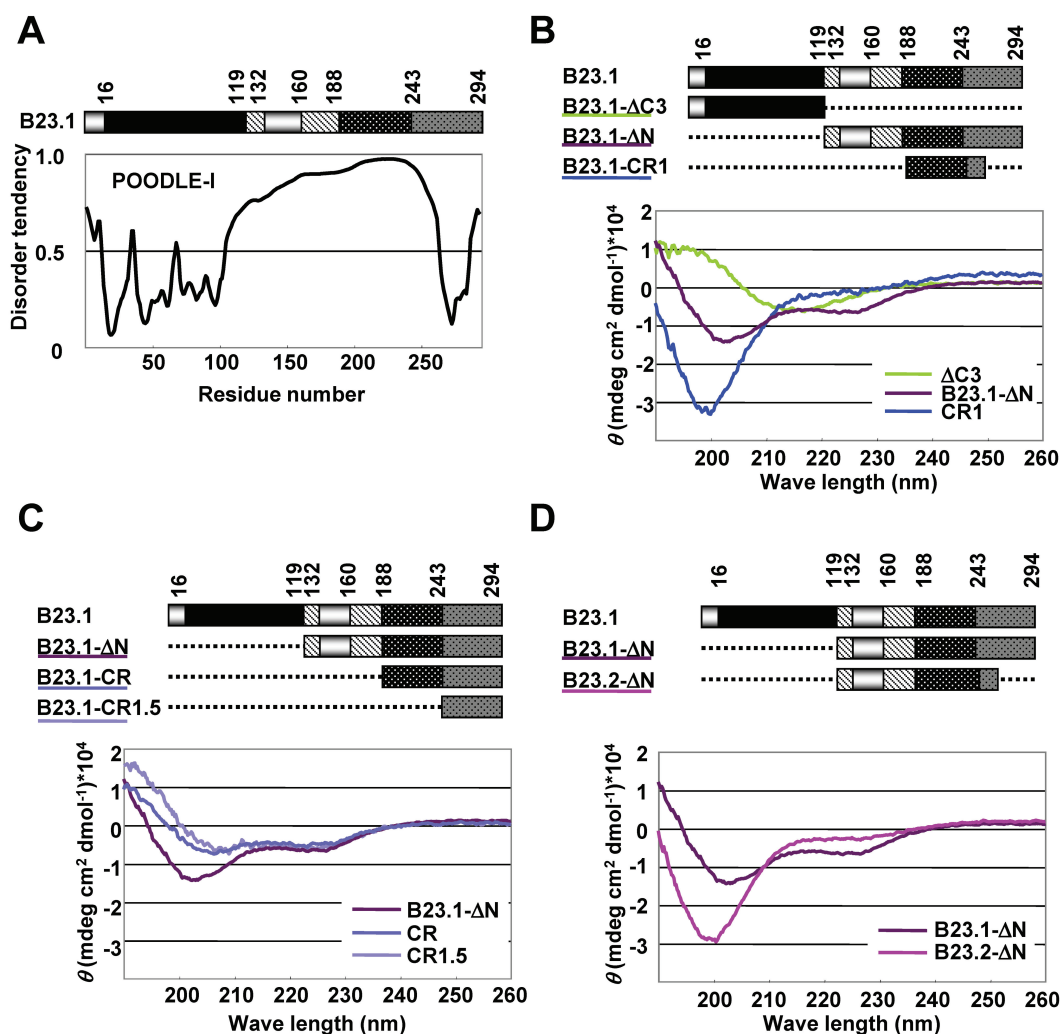 A
16 119 132 160 188 243 294
B23.1
1.0
POODLE-I
Disorder tendency
0.5
0
50 100 150 200 250
Residue number
B
16 119 132 160 188 243 294
B23.1
B23.1-ΔC3
B23.1-ΔN
B23.1-CR1
2
1
0
-1
-2
-3
θ (mdeg cm² dmol⁻¹)*10⁴
ΔC3
B23.1-ΔN
CR1
200 210 220 230 240 250 260
Wave length (nm)
C
16 119 132 160 188 243 294
B23.1
B23.1-ΔN
B23.1-CR
B23.1-CR1.5
2
1
0
-1
-2
-3
θ (mdeg cm² dmol⁻¹)*10⁴
B23.1-ΔN
CR
CR1.5
200 210 220 230 240 250 260
Wave length (nm)
D
16 119 132 160 188 243 294
B23.1
B23.1-ΔN
B23.2-ΔN
2
1
0
-1
-2
-3
θ (mdeg cm² dmol⁻¹)*10⁴
B23.1-ΔN
B23.2-ΔN
200 210 220 230 240 250 260
Wave length (nm)